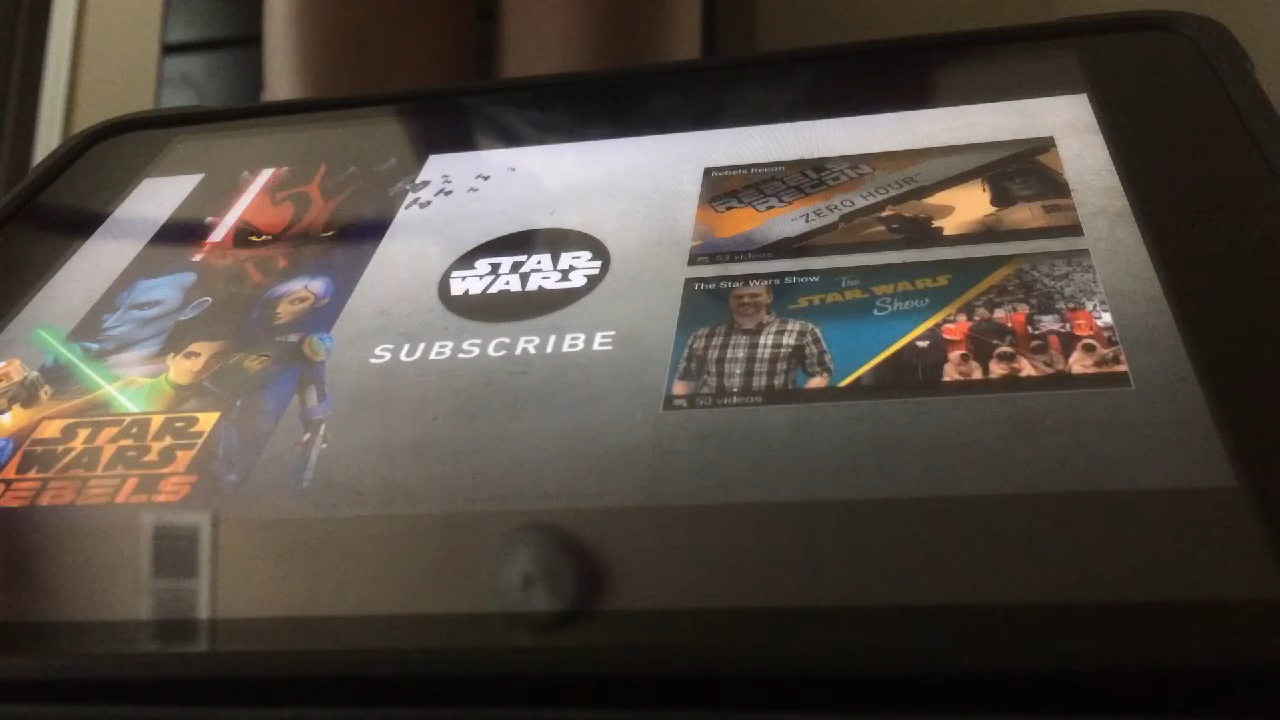 STAR
WARS
REBELS
STAR
WARS
SUBSCRIBE
Rebels Recon
REBELS
RECON
"ZERO HOUR"
53 videos
The Star Wars Show
The
STAR WARS
Show
50 videos